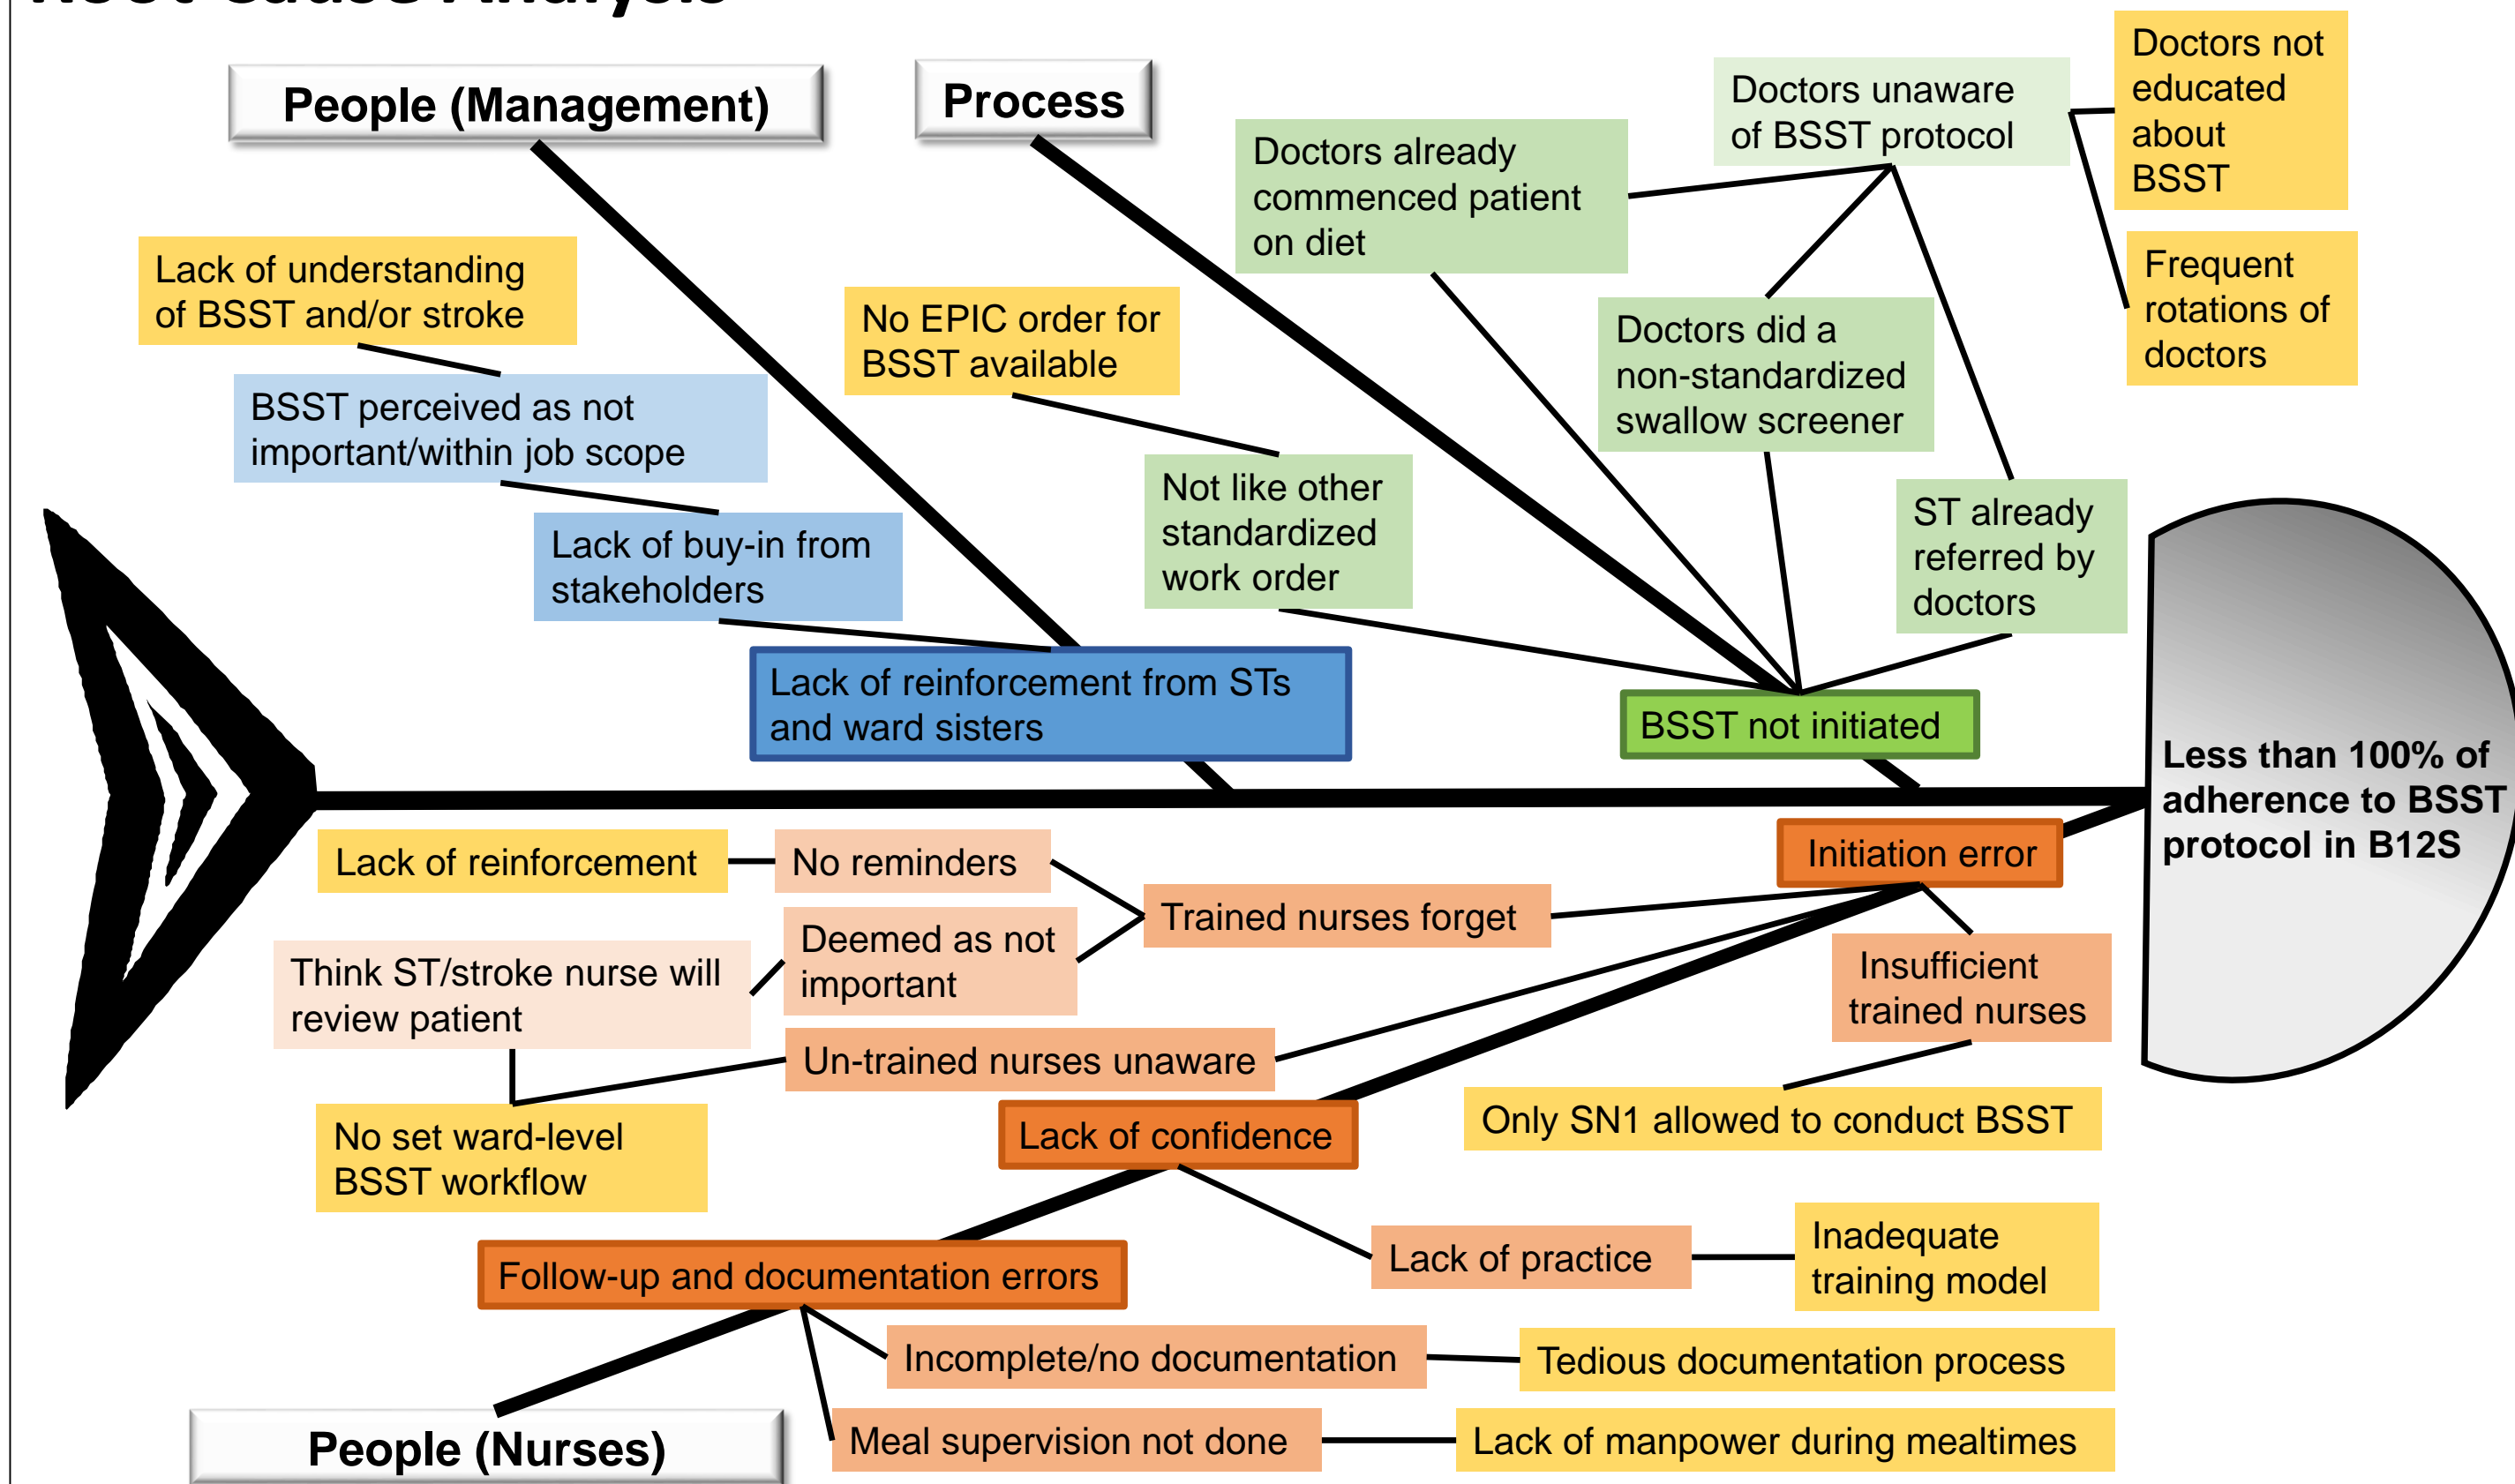 Root Cause Analysis
People (Management)
Process
Doctors unaware
of BSST protocol
Doctors not
educated
about
BSST
Doctors already
commenced patient
on diet
Frequent
rotations of
doctors
Lack of understanding
of BSST and/or stroke
No EPIC order for
BSST available
Doctors did a
non-standardized
swallow screener
BSST perceived as not
important/within job scope
Not like other
standardized
work order
ST already
referred by
doctors
Lack of buy-in from
stakeholders
Lack of reinforcement from STs
and ward sisters
BSST not initiated
Less than 100% of
adherence to BSST
protocol in B12S
Lack of reinforcement
No reminders
Initiation error
Trained nurses forget
Deemed as not
important
Think ST/stroke nurse will
review patient
Insufficient
trained nurses
Un-trained nurses unaware
No set ward-level
BSST workflow
Lack of confidence
Only SN1 allowed to conduct BSST
Lack of practice
Inadequate
training model
Follow-up and documentation errors
Incomplete/no documentation
Tedious documentation process
People (Nurses)
Meal supervision not done
Lack of manpower during mealtimes